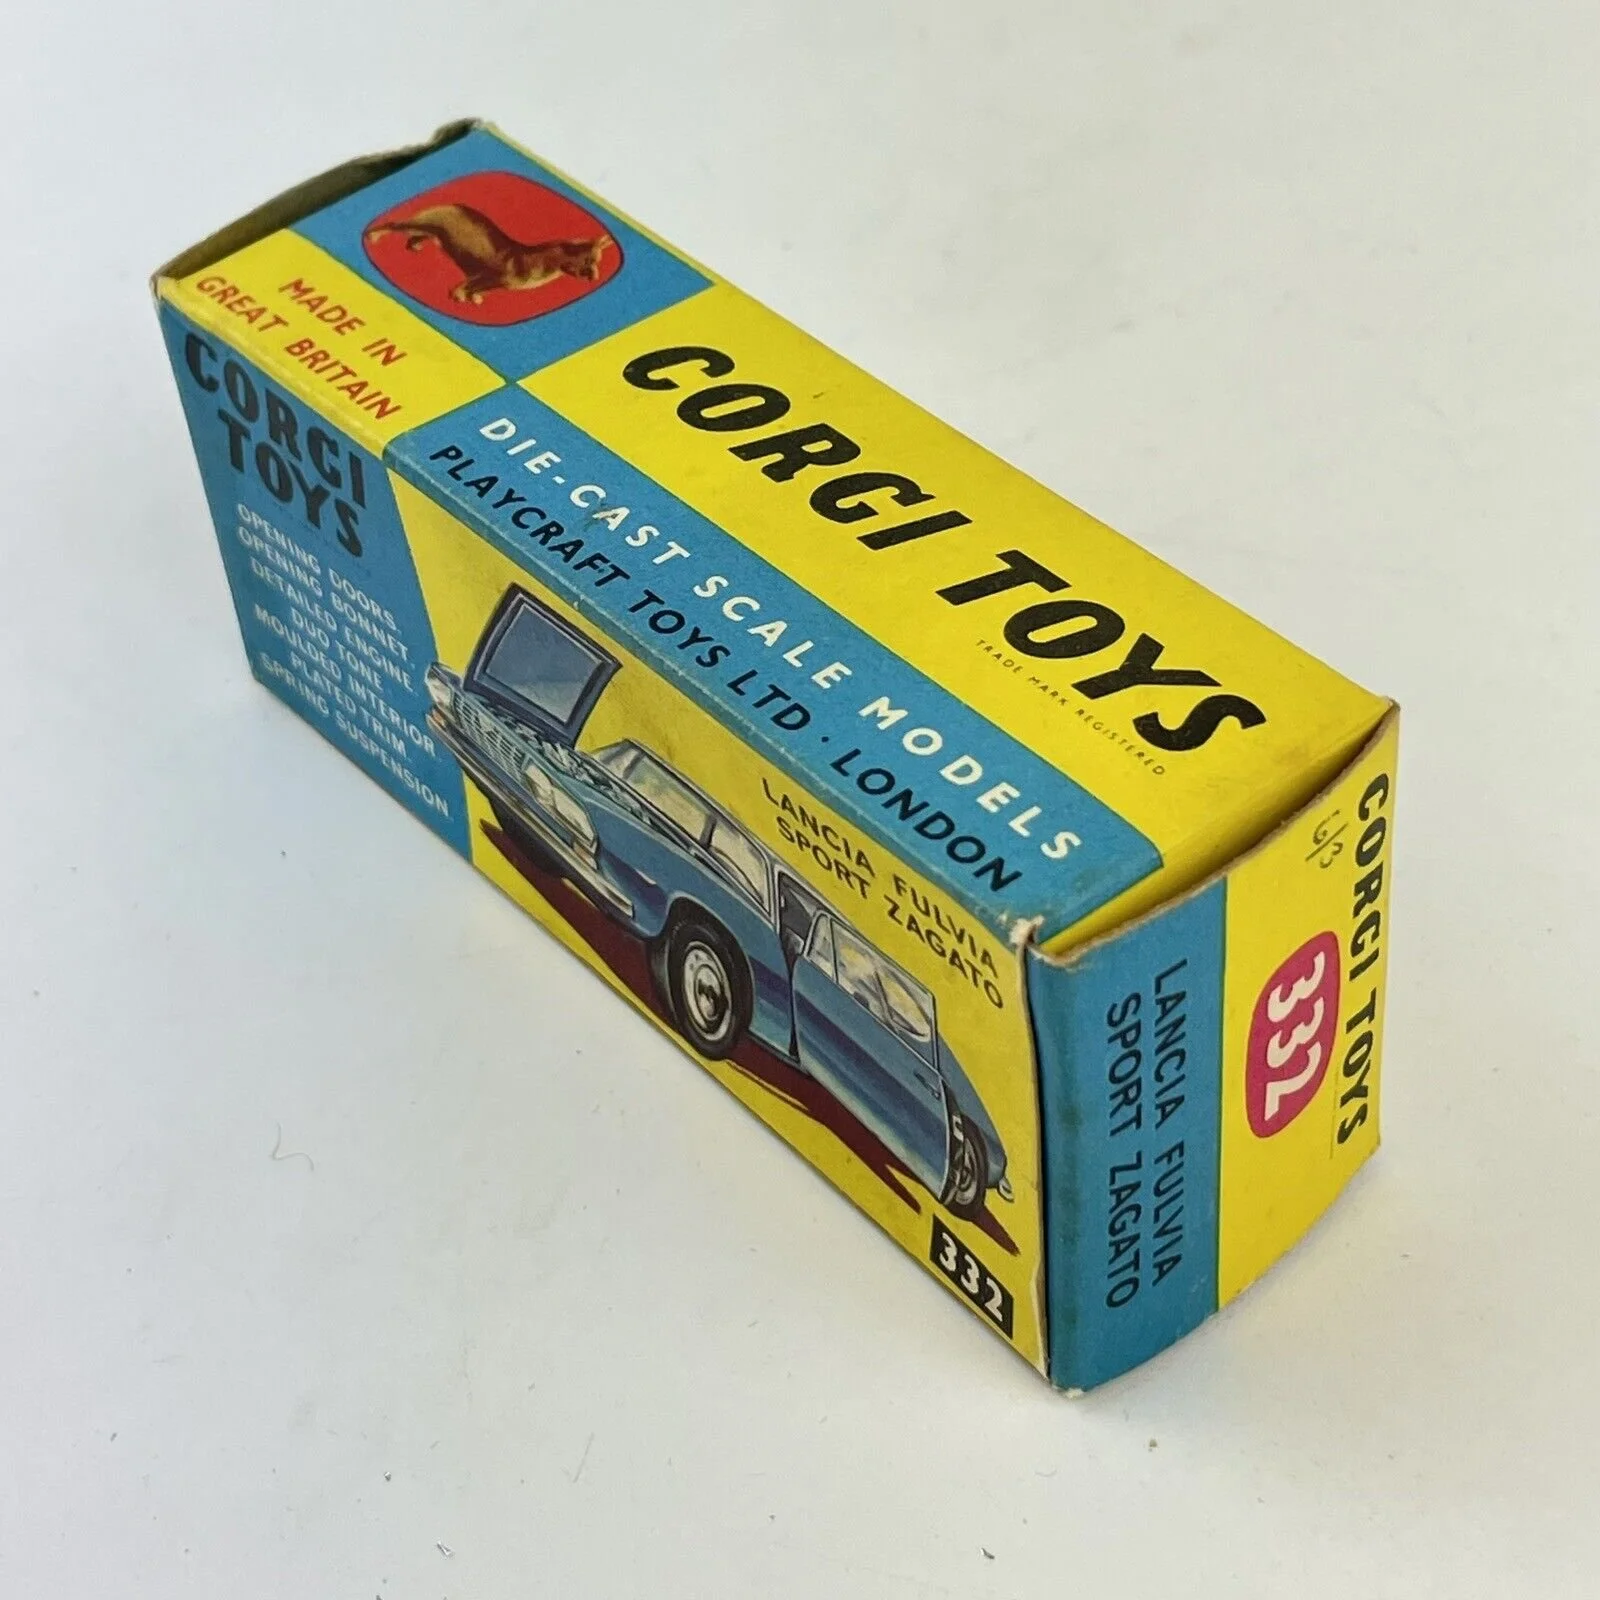 MADE IN
GREAT BRITAIN
CORGI TOYS
TRADE MARK REGISTERED
DIE-CAST SCALE MODELS
PLAYCRAFT TOYS LTD · LONDON
CORGI
TOYS
OPENING DOORS.
OPENING BONNET.
DETAILED ENGINE.
DUO TONE
MOULDED INTERIOR.
PLATED TRIM.
SPRING SUSPENSION.
LANCIA FULVIA
SPORT ZAGATO
332
CORGI TOYS
6/3
332
LANCIA FULVIA
SPORT ZAGATO